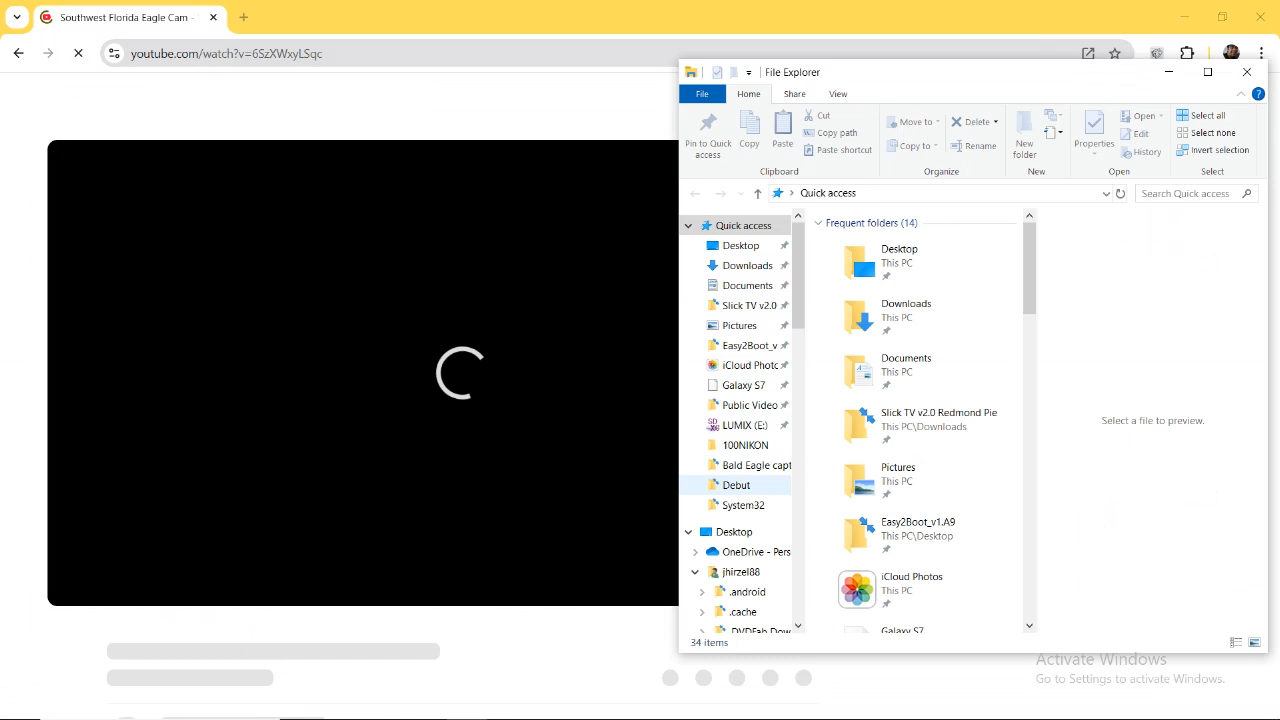 Southwest Florida Eagle Cam -
youtube.com/watch?v=6SzXWxyLSqc
File Explorer
File
Home
Share
View
Pin to Quick
access
Copy
Paste
Cut
Copy path
Paste shortcut
Clipboard
Move to
Copy to
Delete
Rename
Organize
New
folder
New
Properties
Open
Edit
History
Open
Select all
Select none
Invert selection
Select
Quick access
Search Quick access
Quick access
Desktop
Downloads
Documents
Slick TV v2.0
Pictures
Easy2Boot_v
iCloud Photo
Galaxy S7
Public Video
LUMIX (E:)
100NIKON
Bald Eagle capt
Debut
System32
Desktop
OneDrive - Pers
jhirzel88
.android
.cache
.DVDFab Dow
Frequent folders (14)
Desktop
This PC
Downloads
This PC
Documents
This PC
Slick TV v2.0 Redmond Pie
This PC\Downloads
Pictures
This PC
Easy2Boot_v1.A9
This PC\Desktop
iCloud Photos
This PC
Galaxy S7
Select a file to preview.
34 items
Activate Windows
Go to Settings to activate Windows.